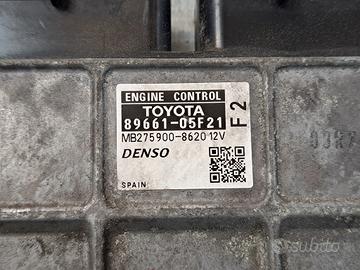 ENGINE CONTROL
TOYOTA
89661-05F21
F2
MB275900-8620 12V
DENSO
SPAIN
subito